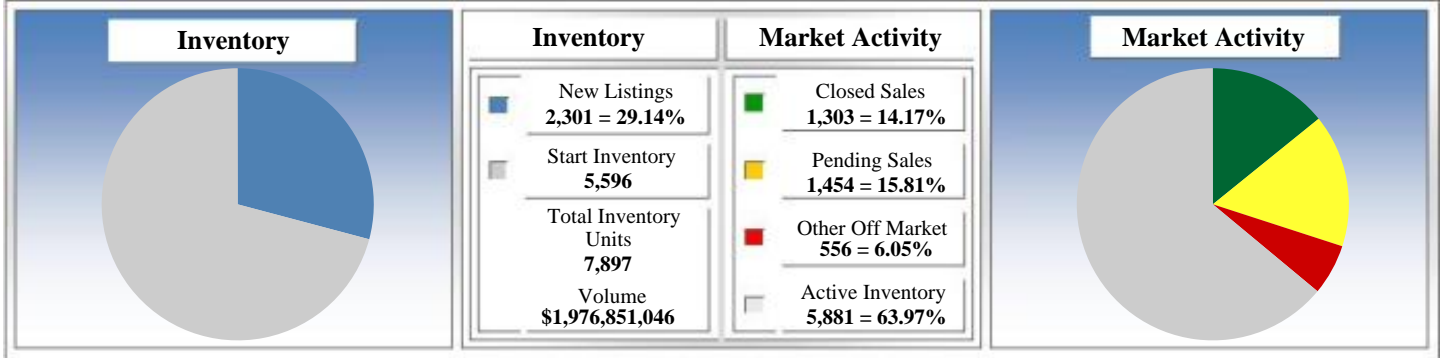 Inventory
Inventory
New Listings
2,301 = 29.14%
Start Inventory
5,596
Total Inventory
Units
7,897
Volume
$1,976,851,046
Market Activity
Closed Sales
1,303 = 14.17%
Pending Sales
1,454 = 15.81%
Other Off Market
556 = 6.05%
Active Inventory
5,881 = 63.97%
Market Activity